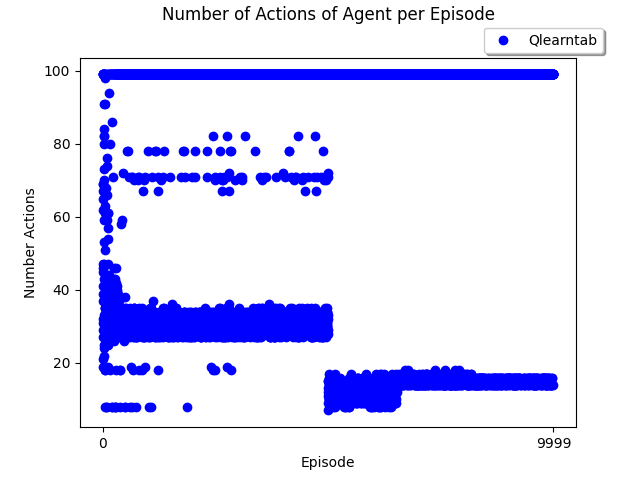 Number of Actions of Agent per Episode
Qlearntab
100
80
60
40
20
Number Actions
0
9999
Episode